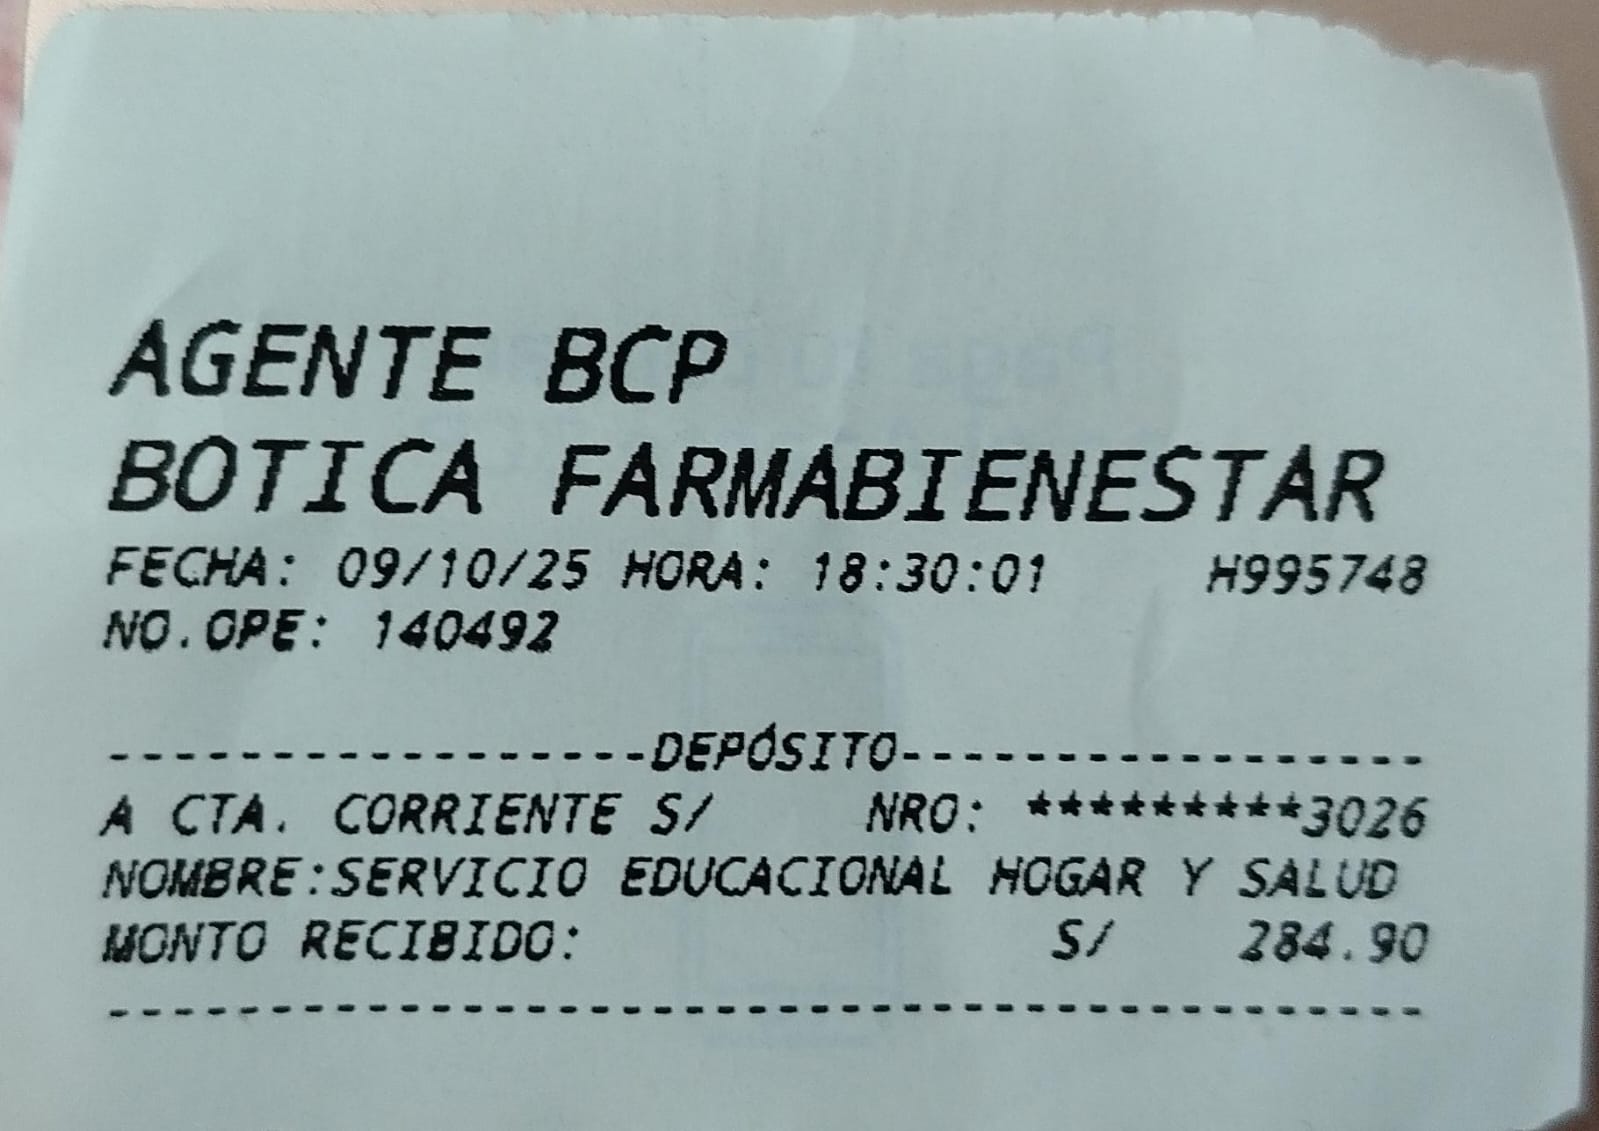 AGENTE BCP
BOTICA FARMABIENESTAR
FECHA: 09/10/25 HORA: 18:30:01 H995748
NO.OPE: 140492
-----------------DEPÓSITO-----------------
A CTA. CORRIENTE S/ NRO: *********3026
NOMBRE:SERVICIO EDUCACIONAL HOGAR Y SALUD
MONTO RECIBIDO: S/ 284.90
------------------------------------------